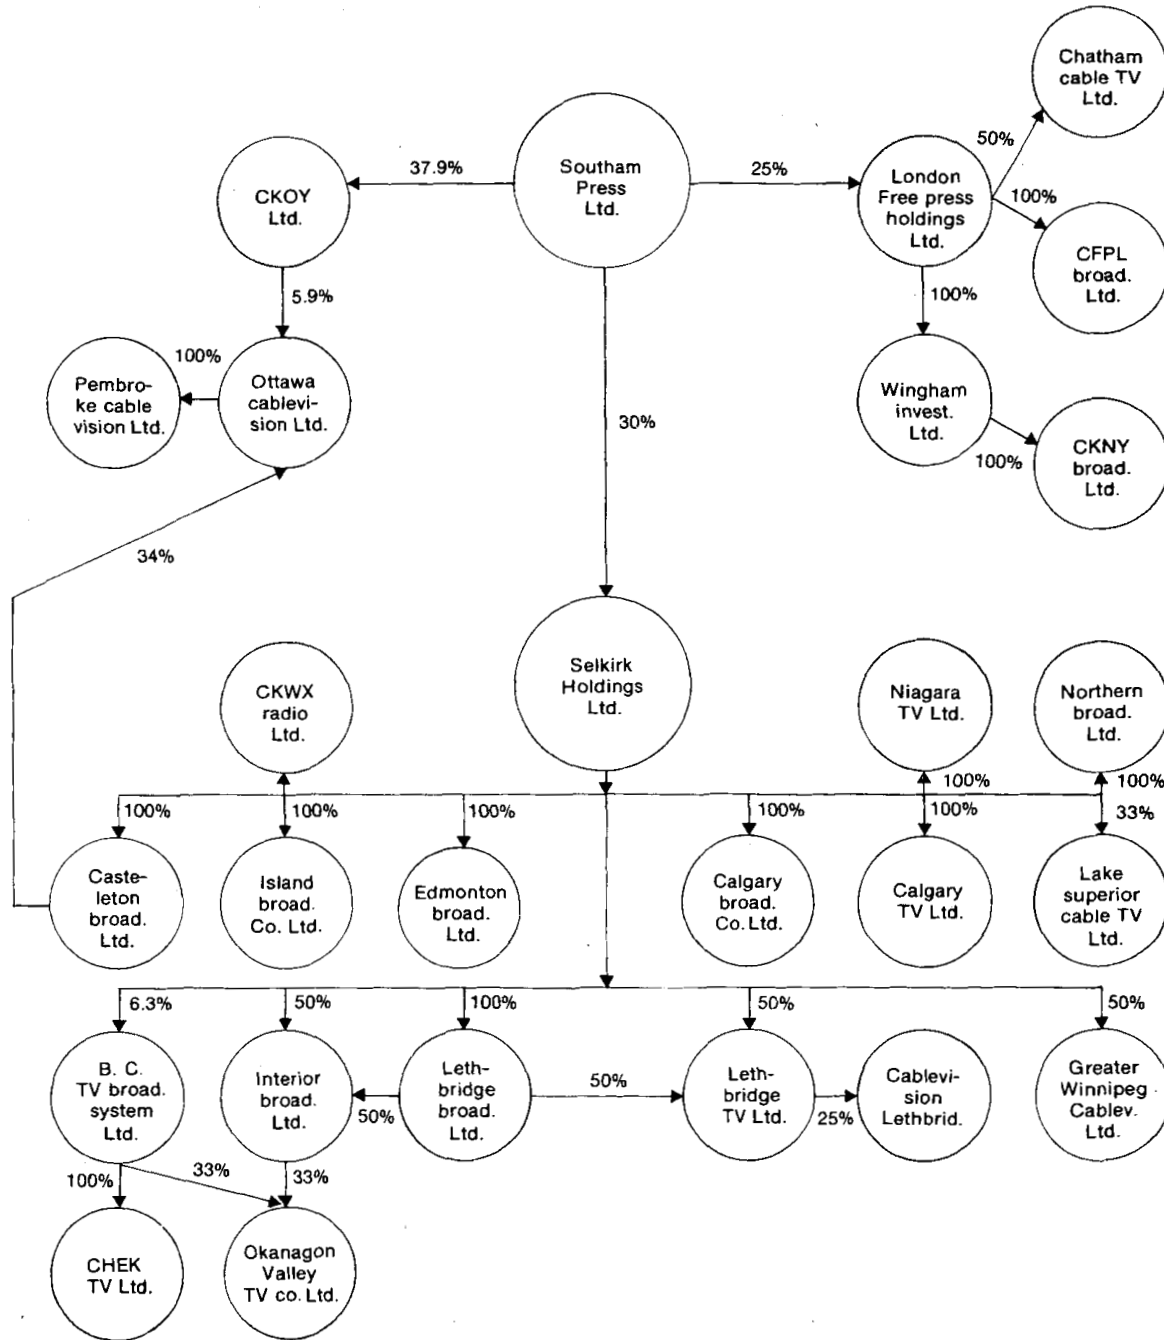 Chatham
cable TV
Ltd.
50%
Southam
Press
Ltd.
37.9%
25%
CKOY
Ltd.
London
Free press
holdings
Ltd.
100%
CFPL
broad.
Ltd.
5.9%
100%
100%
Pembro-
ke cable
vision Ltd.
Ottawa
cablevi-
sion Ltd.
Wingham
invest.
Ltd.
30%
100%
CKNY
broad.
Ltd.
34%
Selkirk
Holdings
Ltd.
CKWX
radio
Ltd.
Niagara
TV Ltd.
Northern
broad.
Ltd.
100%
100%
100%
100%
100%
100%
100%
33%
Caste-
leton
broad.
Ltd.
Island
broad.
Co. Ltd.
Edmonton
broad.
Ltd.
Calgary
broad.
Co. Ltd.
Calgary
TV Ltd.
Lake
superior
cable TV
Ltd.
6.3%
50%
100%
50%
50%
B. C.
TV broad.
system
Ltd.
Interior
broad.
Ltd.
50%
Leth-
bridge
broad.
Ltd.
50%
Leth-
bridge
TV Ltd.
25%
Cablevi-
sion
Lethbrid.
Greater
Winnipeg
Cablev.
Ltd.
100%
33%
33%
CHEK
TV Ltd.
Okanagon
Valley
TV co. Ltd.